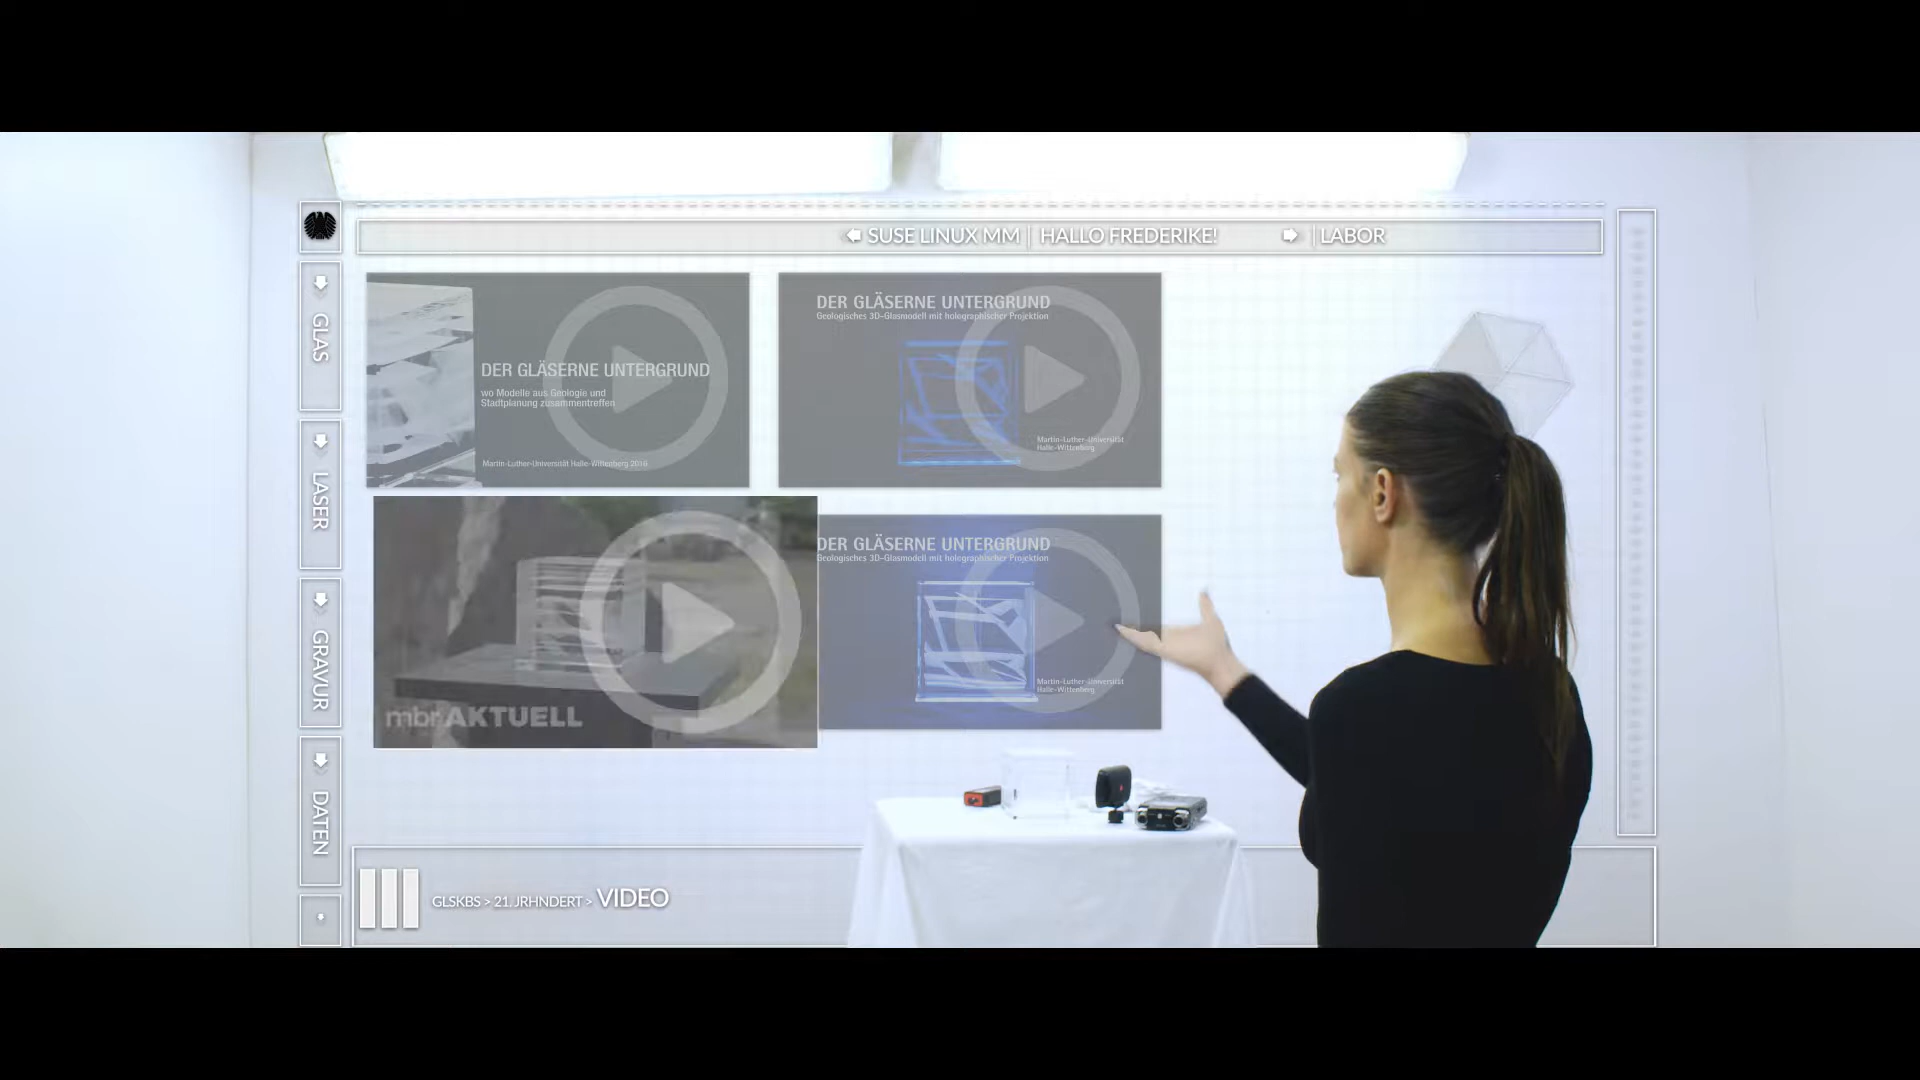 SUSE LINUX MM | HALLO FREDERIKE! | LABOR
GLAS
LASER
GRAVUR
DATEN
DER GLÄSERNE UNTERGRUND
wo Modelle aus Geologie und
Stadtplanung zusammentreffen
Martin-Luther-Universität Halle-Wittenberg 2016
DER GLÄSERNE UNTERGRUND
Geologisches 3D-Glasmodell mit holographischer Projektion
Martin-Luther-Universität
Halle-Wittenberg
mbr AKTUELL
DER GLÄSERNE UNTERGRUND
Geologisches 3D-Glasmodell mit holographischer Projektion
Martin-Luther-Universität
Halle-Wittenberg
GLSKBS > 21. JRHNDERT > VIDEO